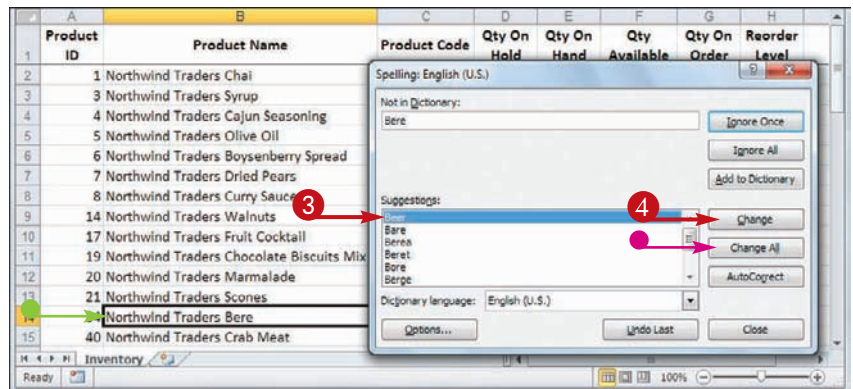 A B C D E F G H
1 Product ID Product Name Product Code Qty On Hold Qty On Hand Qty Available Qty On Order Reorder Level
2 1 Northwind Traders Chai
3 3 Northwind Traders Syrup
4 4 Northwind Traders Cajun Seasoning
5 5 Northwind Traders Olive Oil
6 6 Northwind Traders Boysenberry Spread
7 7 Northwind Traders Dried Pears
8 8 Northwind Traders Curry Sauce
9 14 Northwind Traders Walnuts
10 17 Northwind Traders Fruit Cocktail
11 19 Northwind Traders Chocolate Biscuits Mix
12 20 Northwind Traders Marmalade
13 21 Northwind Traders Scones
14 Northwind Traders Bere
15 40 Northwind Traders Crab Meat
Inventory
Ready
100%
Spelling: English (U.S.)
Not in Dictionary:
Bere
Ignore Once
Ignore All
Add to Dictionary
Suggestions:
3
Beer
Bare
Berea
Beret
Bore
Berge
4
Change
Change All
AutoCorrect
Dictionary language: English (U.S.)
Options...
Undo Last
Close